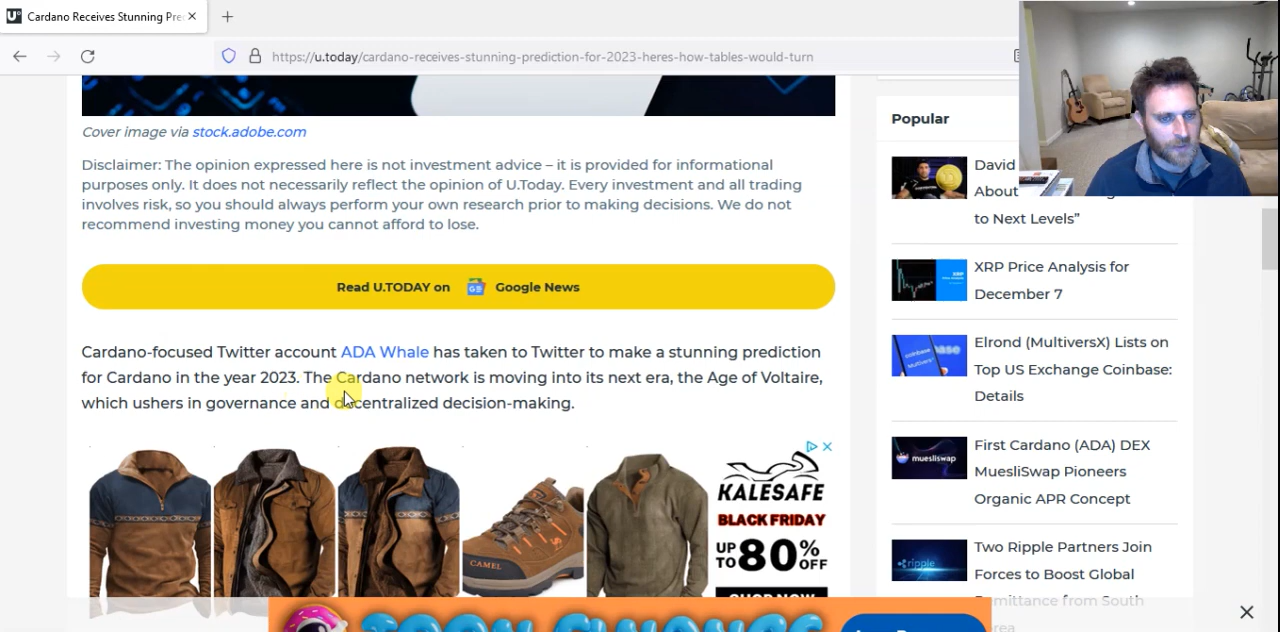 Cardano Receives Stunning Pre
https://u.today/cardano-receives-stunning-prediction-for-2023-heres-how-tables-would-turn
Cover image via stock.adobe.com
Disclaimer: The opinion expressed here is not investment advice – it is provided for informational
purposes only. It does not necessarily reflect the opinion of U.Today. Every investment and all trading
involves risk, so you should always perform your own research prior to making decisions. We do not
recommend investing money you cannot afford to lose.
Read U.TODAY on Google News
Cardano-focused Twitter account ADA Whale has taken to Twitter to make a stunning prediction
for Cardano in the year 2023. The Cardano network is moving into its next era, the Age of Voltaire,
which ushers in governance and decentralized decision-making.
CAMEL
KALESAFE
BLACK FRIDAY
UP TO 80% OFF
SHOP NOW
Popular
David
About
to Next Levels”
XRP Price Analysis for
December 7
Elrond (MultiversX) Lists on
Top US Exchange Coinbase:
Details
First Cardano (ADA) DEX
MuesliSwap Pioneers
Organic APR Concept
muesliswap
Two Ripple Partners Join
Forces to Boost Global
Remittance from South
Korea
ripple